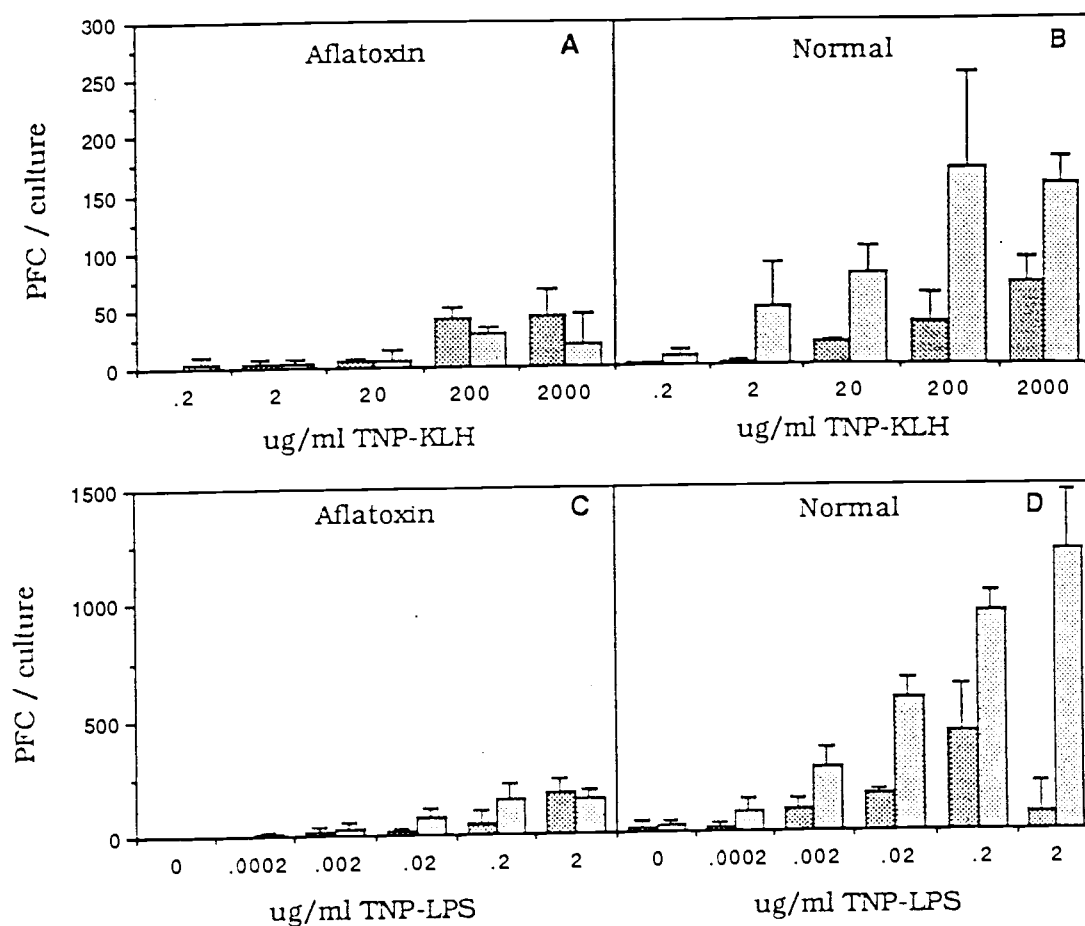 300
250
200
150
100
50
0
PFC / culture
Aflatoxin
A
Normal
B
.2 2 20 200 2000
.2 2 20 200 2000
ug/ml TNP-KLH
ug/ml TNP-KLH
1500
1000
500
0
PFC / culture
Aflatoxin
C
Normal
D
0 .0002 .002 .02 .2 2
0 .0002 .002 .02 .2 2
ug/ml TNP-LPS
ug/ml TNP-LPS